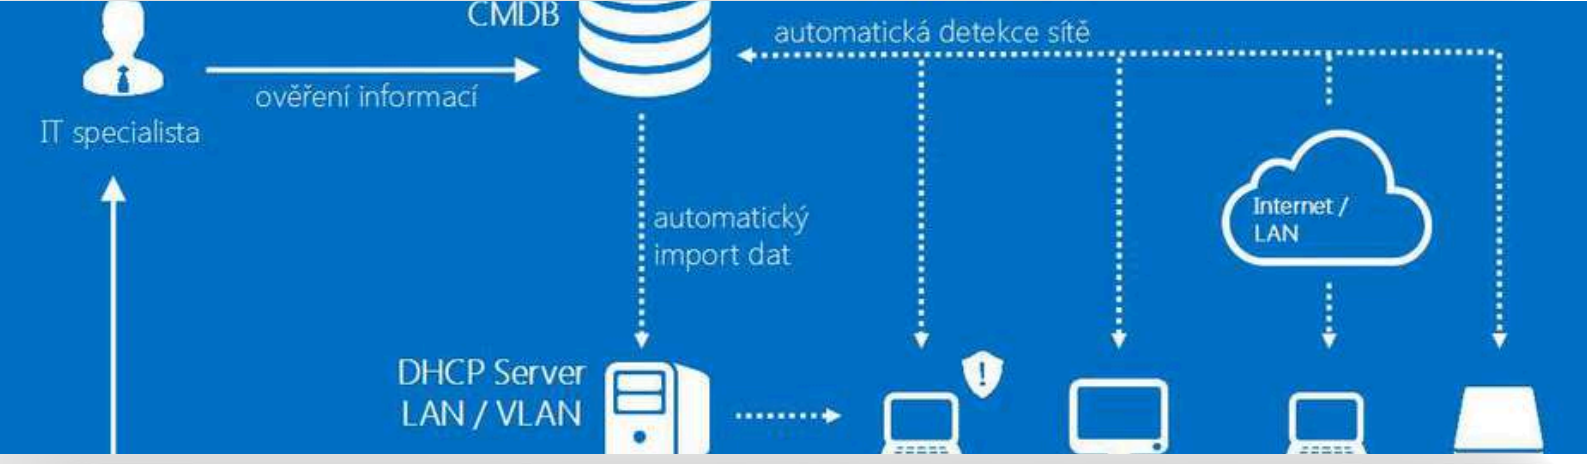 CMDB
automatická detekce sítě
ověření informací
IT specialista
automatický
import dat
Internet /
LAN
DHCP Server
LAN / VLAN
!